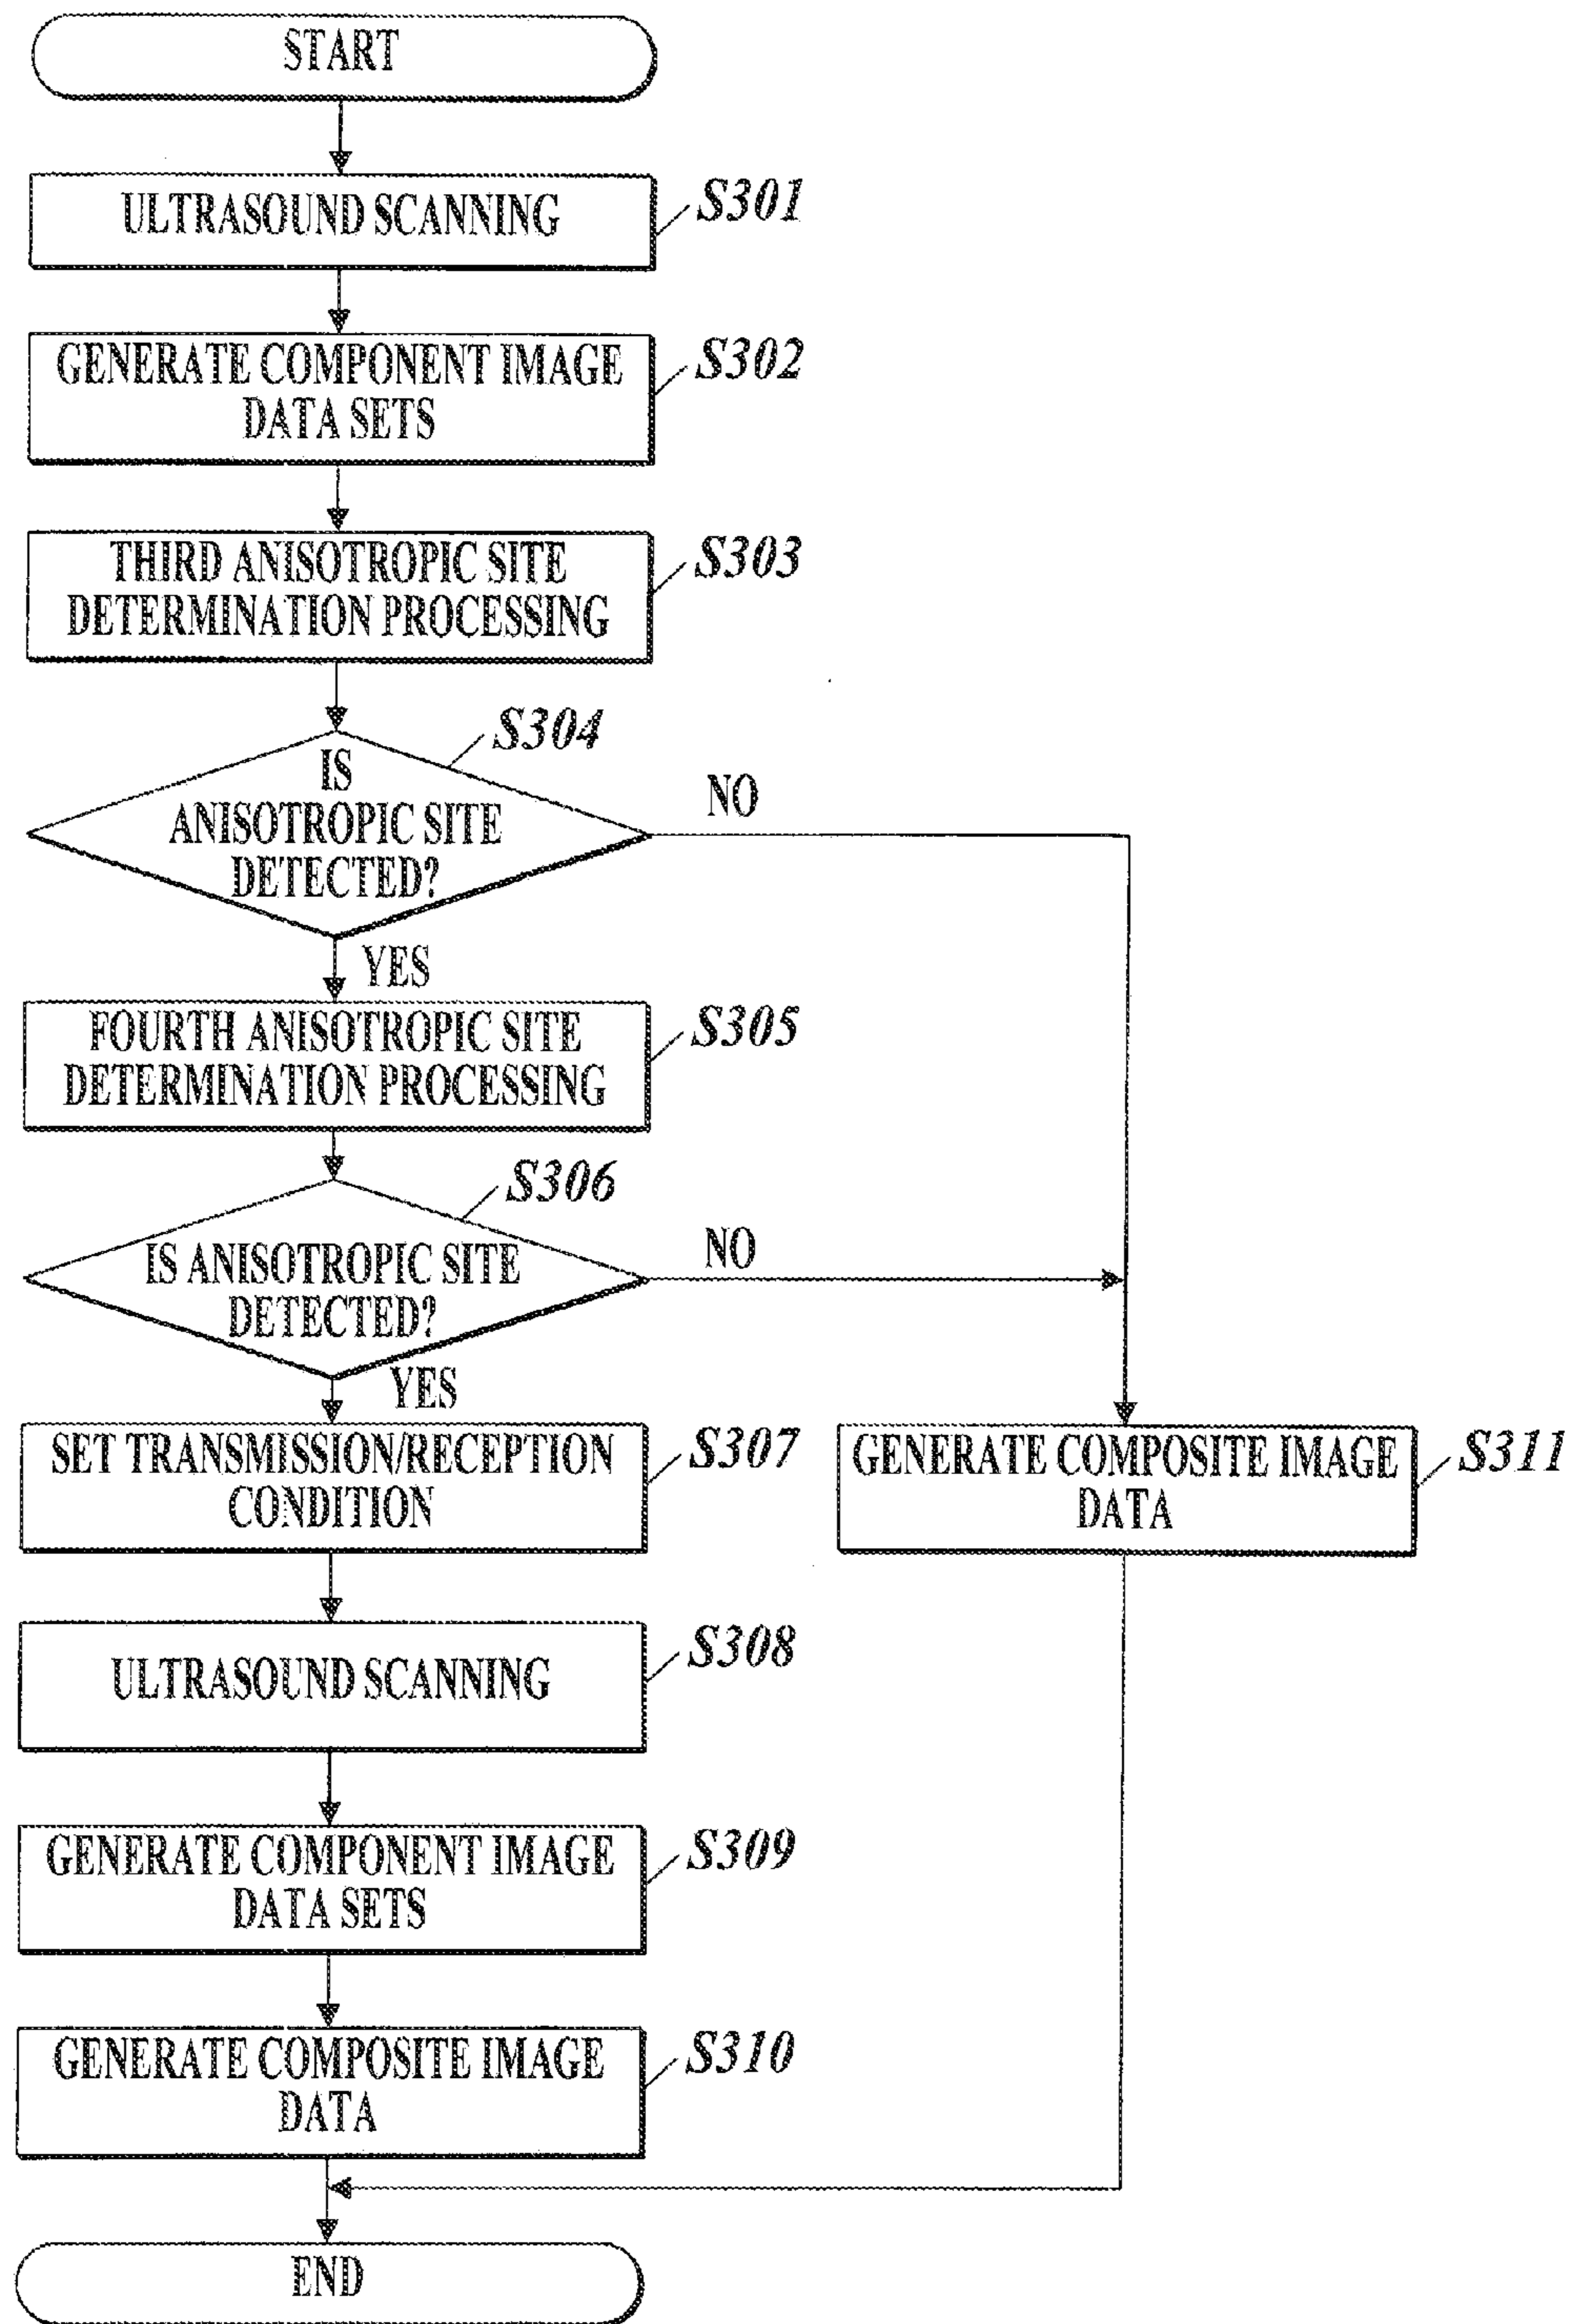 START
ULTRASOUND SCANNING
S301
GENERATE COMPONENT IMAGE
DATA SETS
S302
THIRD ANISOTROPIC SITE
DETERMINATION PROCESSING
S303
S304
IS
ANISOTROPIC SITE
DETECTED?
NO
YES
FOURTH ANISOTROPIC SITE
DETERMINATION PROCESSING
S305
S306
IS ANISOTROPIC SITE
DETECTED?
NO
YES
SET TRANSMISSION/RECEPTION
CONDITION
S307
GENERATE COMPOSITE IMAGE
DATA
S311
ULTRASOUND SCANNING
S308
GENERATE COMPONENT IMAGE
DATA SETS
S309
GENERATE COMPOSITE IMAGE
DATA
S310
END